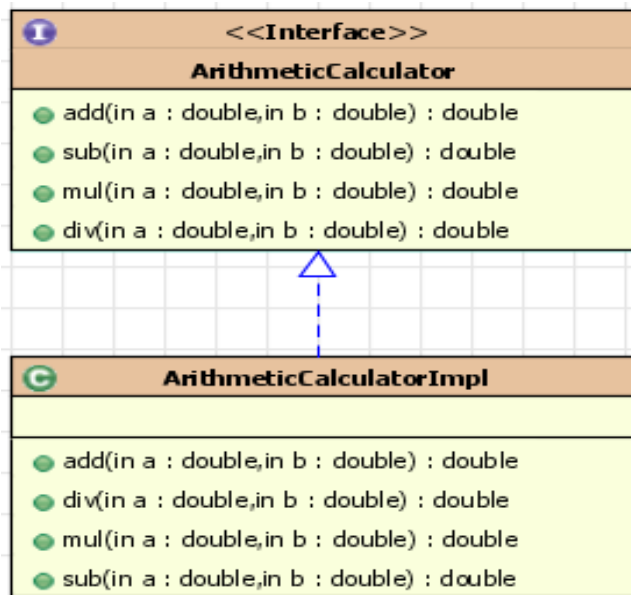 I
<<Interface>>
ArithmeticCalculator
add(in a : double,in b : double) : double
sub(in a : double,in b : double) : double
mul(in a : double,in b : double) : double
div(in a : double,in b : double) : double
C
ArithmeticCalculatorImpl
add(in a : double,in b : double) : double
div(in a : double,in b : double) : double
mul(in a : double,in b : double) : double
sub(in a : double,in b : double) : double